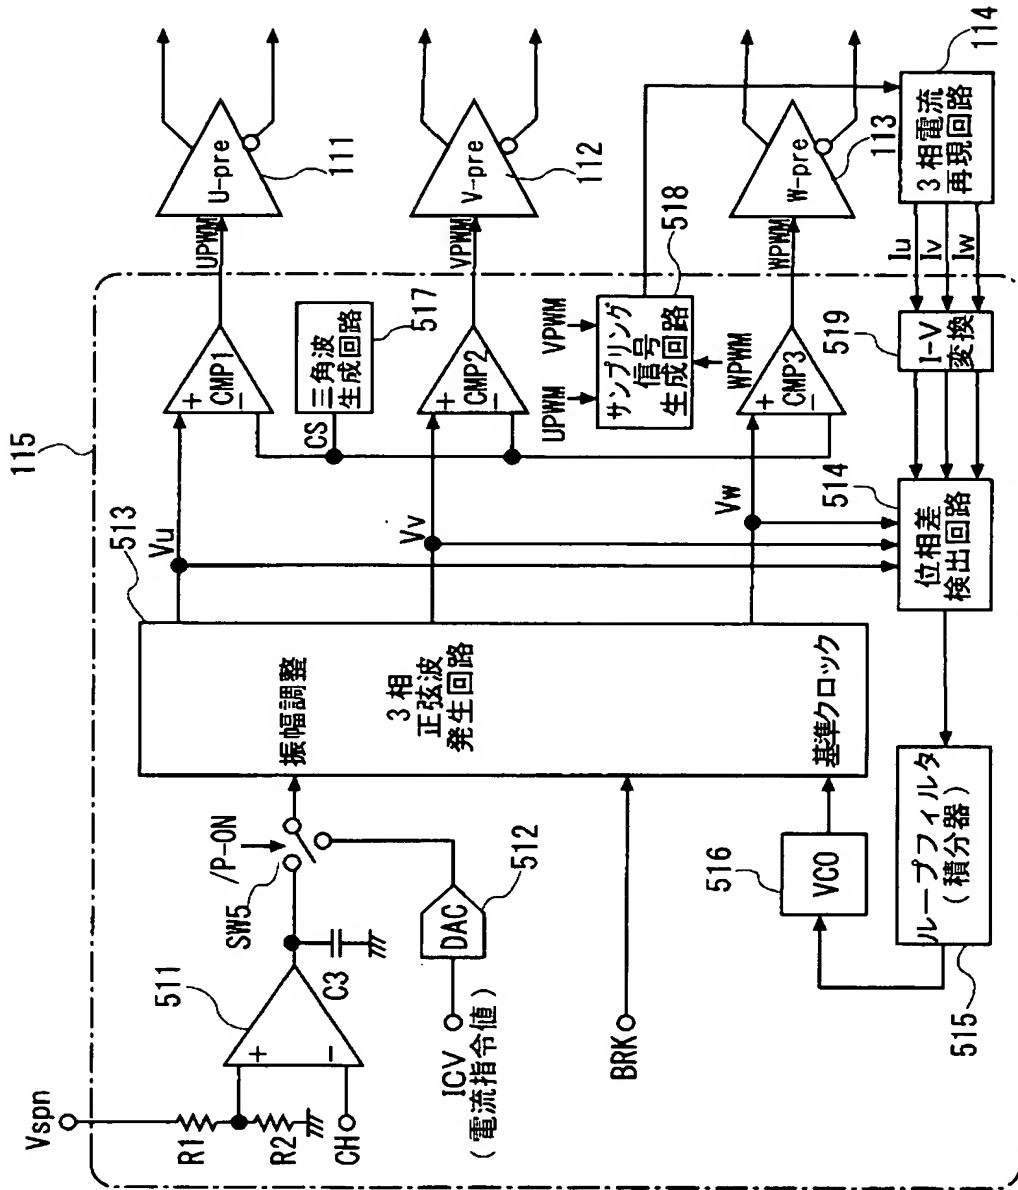 115
Vspn
R1
R2
CH
511
+
−
C3
SW5
/P-ON
ICV
(電流指令値)
DAC
512
BRK
513
振幅調整
3相
正弦波
発生回路
基準クロック
VCO
516
ループフィルタ
(積分器)
515
Vu
Vv
Vw
+
−
CMP1
CS
三角波
生成回路
517
+
−
CMP2
UPWM
VPWM
サンプリング
信号
生成回路
518
WPWM
+
−
CMP3
514
位相差
検出回路
519
I-V
変換
Iu
Iv
Iw
UPWM
U-pre
111
VPWM
V-pre
112
WPWM
W-pre
113
3相電流
再現回路
114